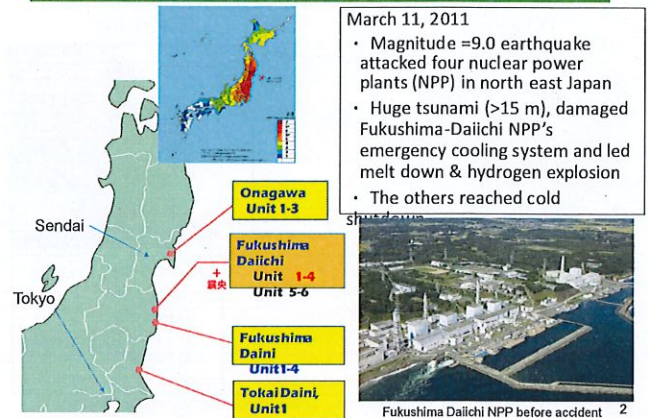 March 11, 2011
・ Magnitude =9.0 earthquake
attacked four nuclear power
plants (NPP) in north east Japan
・ Huge tsunami (>15 m), damaged
Fukushima-Daiichi NPP's
emergency cooling system and led
melt down & hydrogen explosion
・ The others reached cold
shutdown
Onagawa
Unit 1-3
Sendai
Fukushima
Daiichi
Unit 1-4
Unit 5-6
+
Tokyo
Fukushima
Daini
Unit1-4
Tokai Daini,
Unit1
Fukushima Daiichi NPP before accident
2